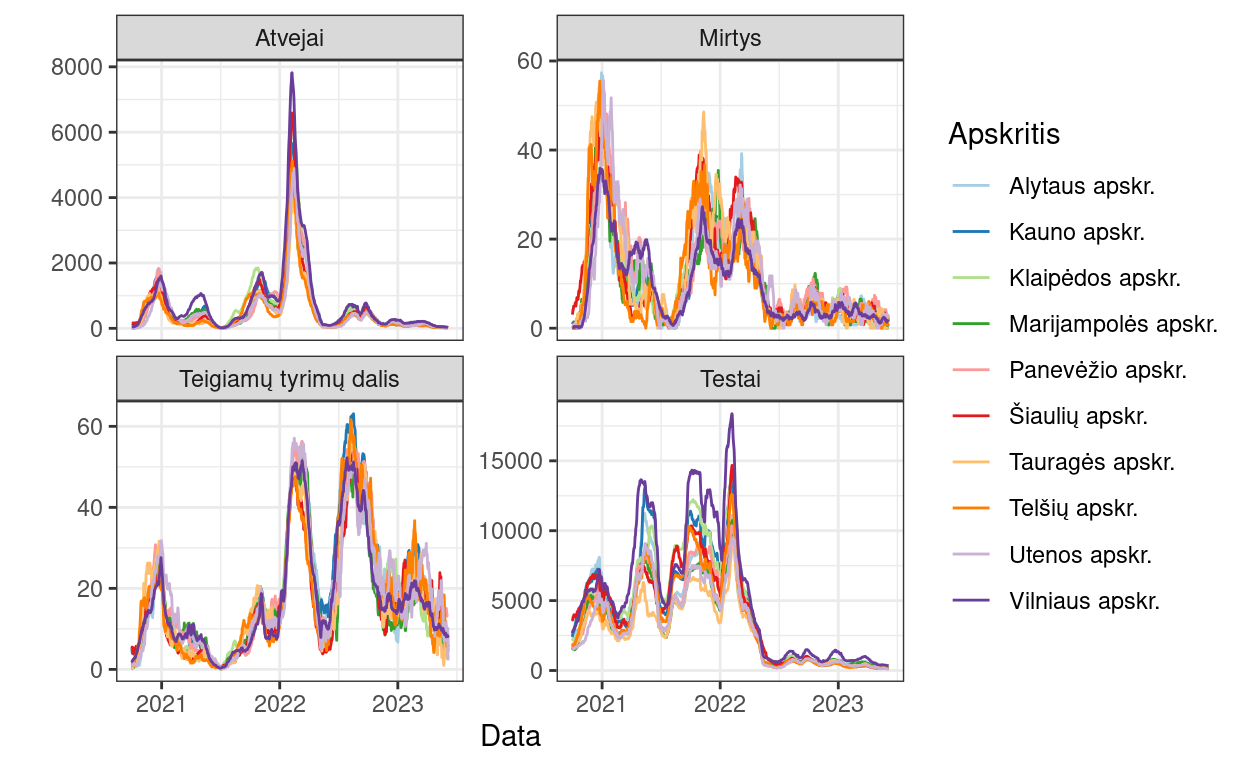 Atvejai
8000
6000
4000
2000
0
Mirtys
60
40
20
0
Teigiamų tyrimų dalis
60
40
20
0
2021 2022 2023
Testai
15000
10000
5000
0
2021 2022 2023
Data
Apskritis
Alytaus apskr.
Kauno apskr.
Klaipėdos apskr.
Marijampolės apskr.
Panevėžio apskr.
Šiaulių apskr.
Tauragės apskr.
Telšių apskr.
Utenos apskr.
Vilniaus apskr.